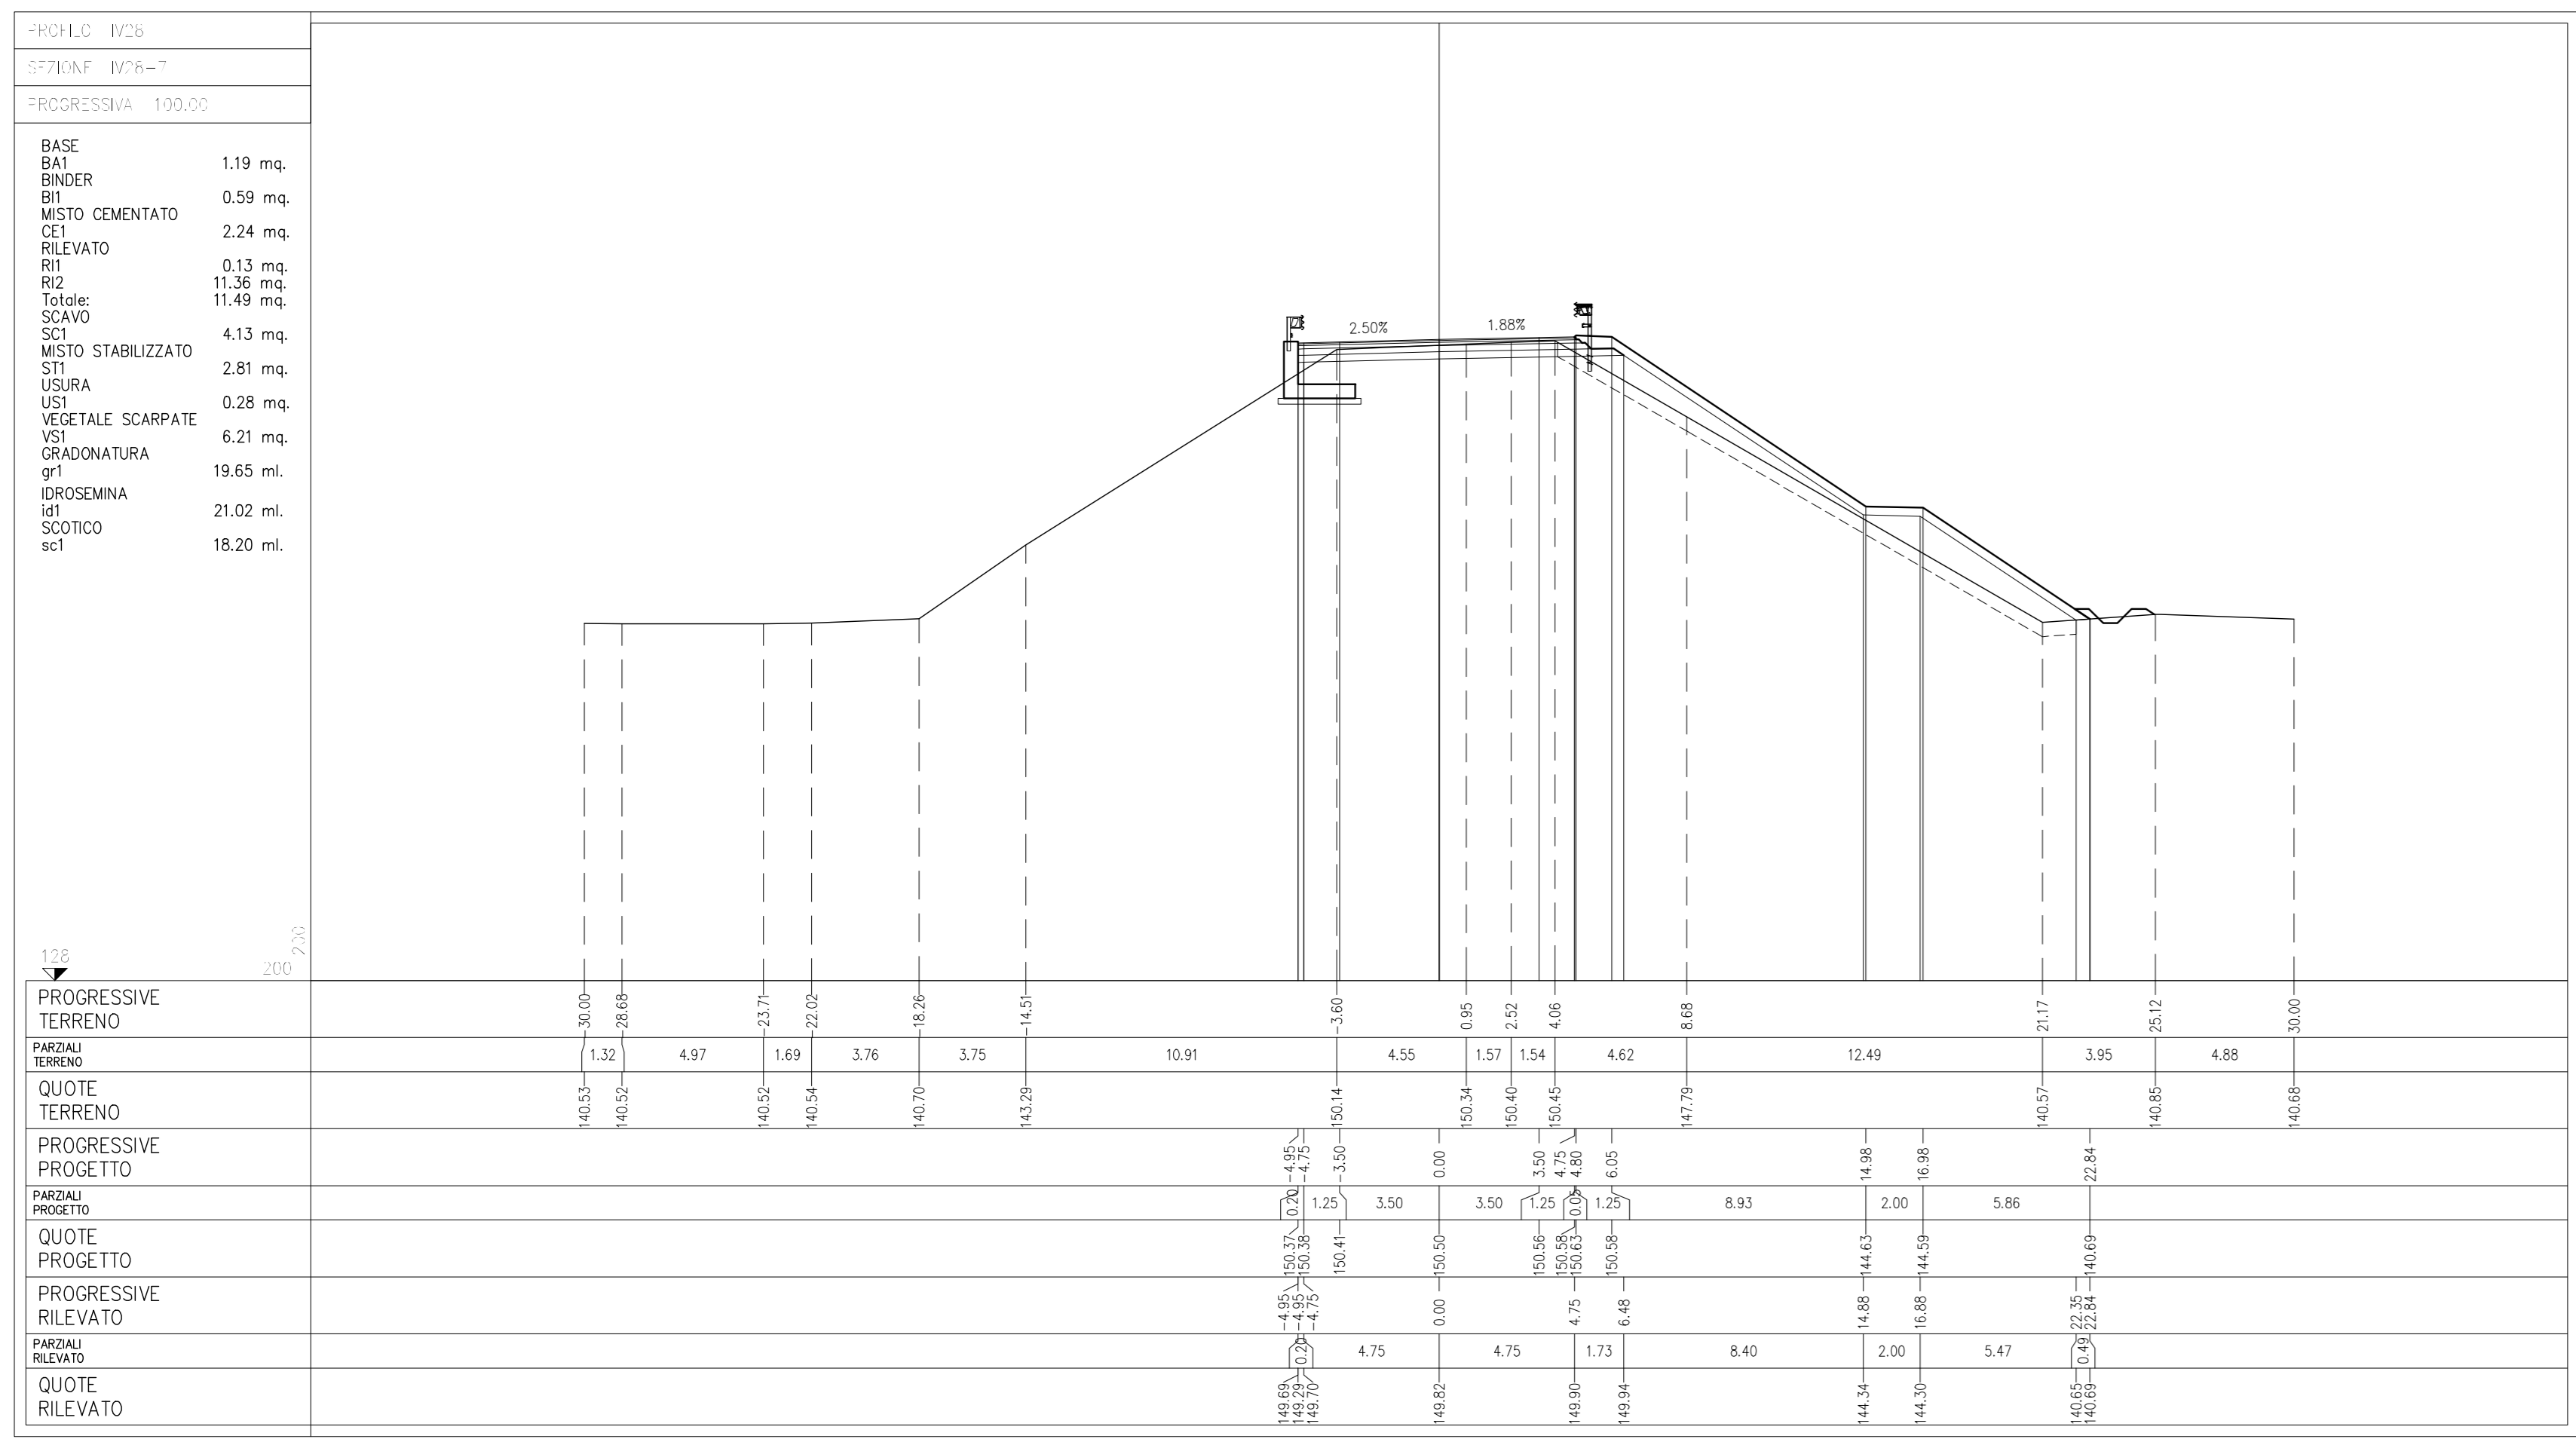 PROFILO IV28
SEZIONE IV28-7
PROGRESSIVA 100.00
BASE
BA1 1.19 mq.
BINDER
BI1 0.59 mq.
MISTO CEMENTATO
CE1 2.24 mq.
RILEVATO
RI1 0.13 mq.
RI2 11.36 mq.
Totale: 11.49 mq.
SCAVO
SC1 4.13 mq.
MISTO STABILIZZATO
ST1 2.81 mq.
USURA
US1 0.28 mq.
VEGETALE SCARPATE
VS1 6.21 mq.
GRADONATURA
gr1 19.65 ml.
IDROSEMINA
id1 21.02 ml.
SCOTICO
sc1 18.20 ml.
2.50% 1.88%
128 200 200
PROGRESSIVE TERRENO
-30.00 -28.68 -23.71 -22.02 -18.26 -14.51 -3.60 0.95 2.52 4.06 8.68 21.17 25.12 30.00
PARZIALI TERRENO
1.32 4.97 1.69 3.76 3.75 10.91 4.55 1.57 1.54 4.62 12.49 3.95 4.88
QUOTE TERRENO
140.53 140.52 140.52 140.54 140.70 143.29 150.14 150.34 150.40 150.45 147.79 140.57 140.85 140.68
PROGRESSIVE PROGETTO
-4.95 -4.75 -3.50 0.00 3.50 4.75 4.80 6.05 14.98 16.98 22.84
PARZIALI PROGETTO
0.20 1.25 3.50 3.50 1.25 0.05 1.25 8.93 2.00 5.86
QUOTE PROGETTO
150.37 150.38 150.41 150.50 150.56 150.58 150.63 150.58 144.63 144.59 140.69
PROGRESSIVE RILEVATO
-4.95 -4.95 -4.75 0.00 4.75 6.48 14.88 16.88 22.35 22.84
PARZIALI RILEVATO
0.20 4.75 4.75 1.73 8.40 2.00 5.47 0.49
QUOTE RILEVATO
149.69 149.29 149.70 149.82 149.90 149.94 144.34 144.30 140.65 140.69